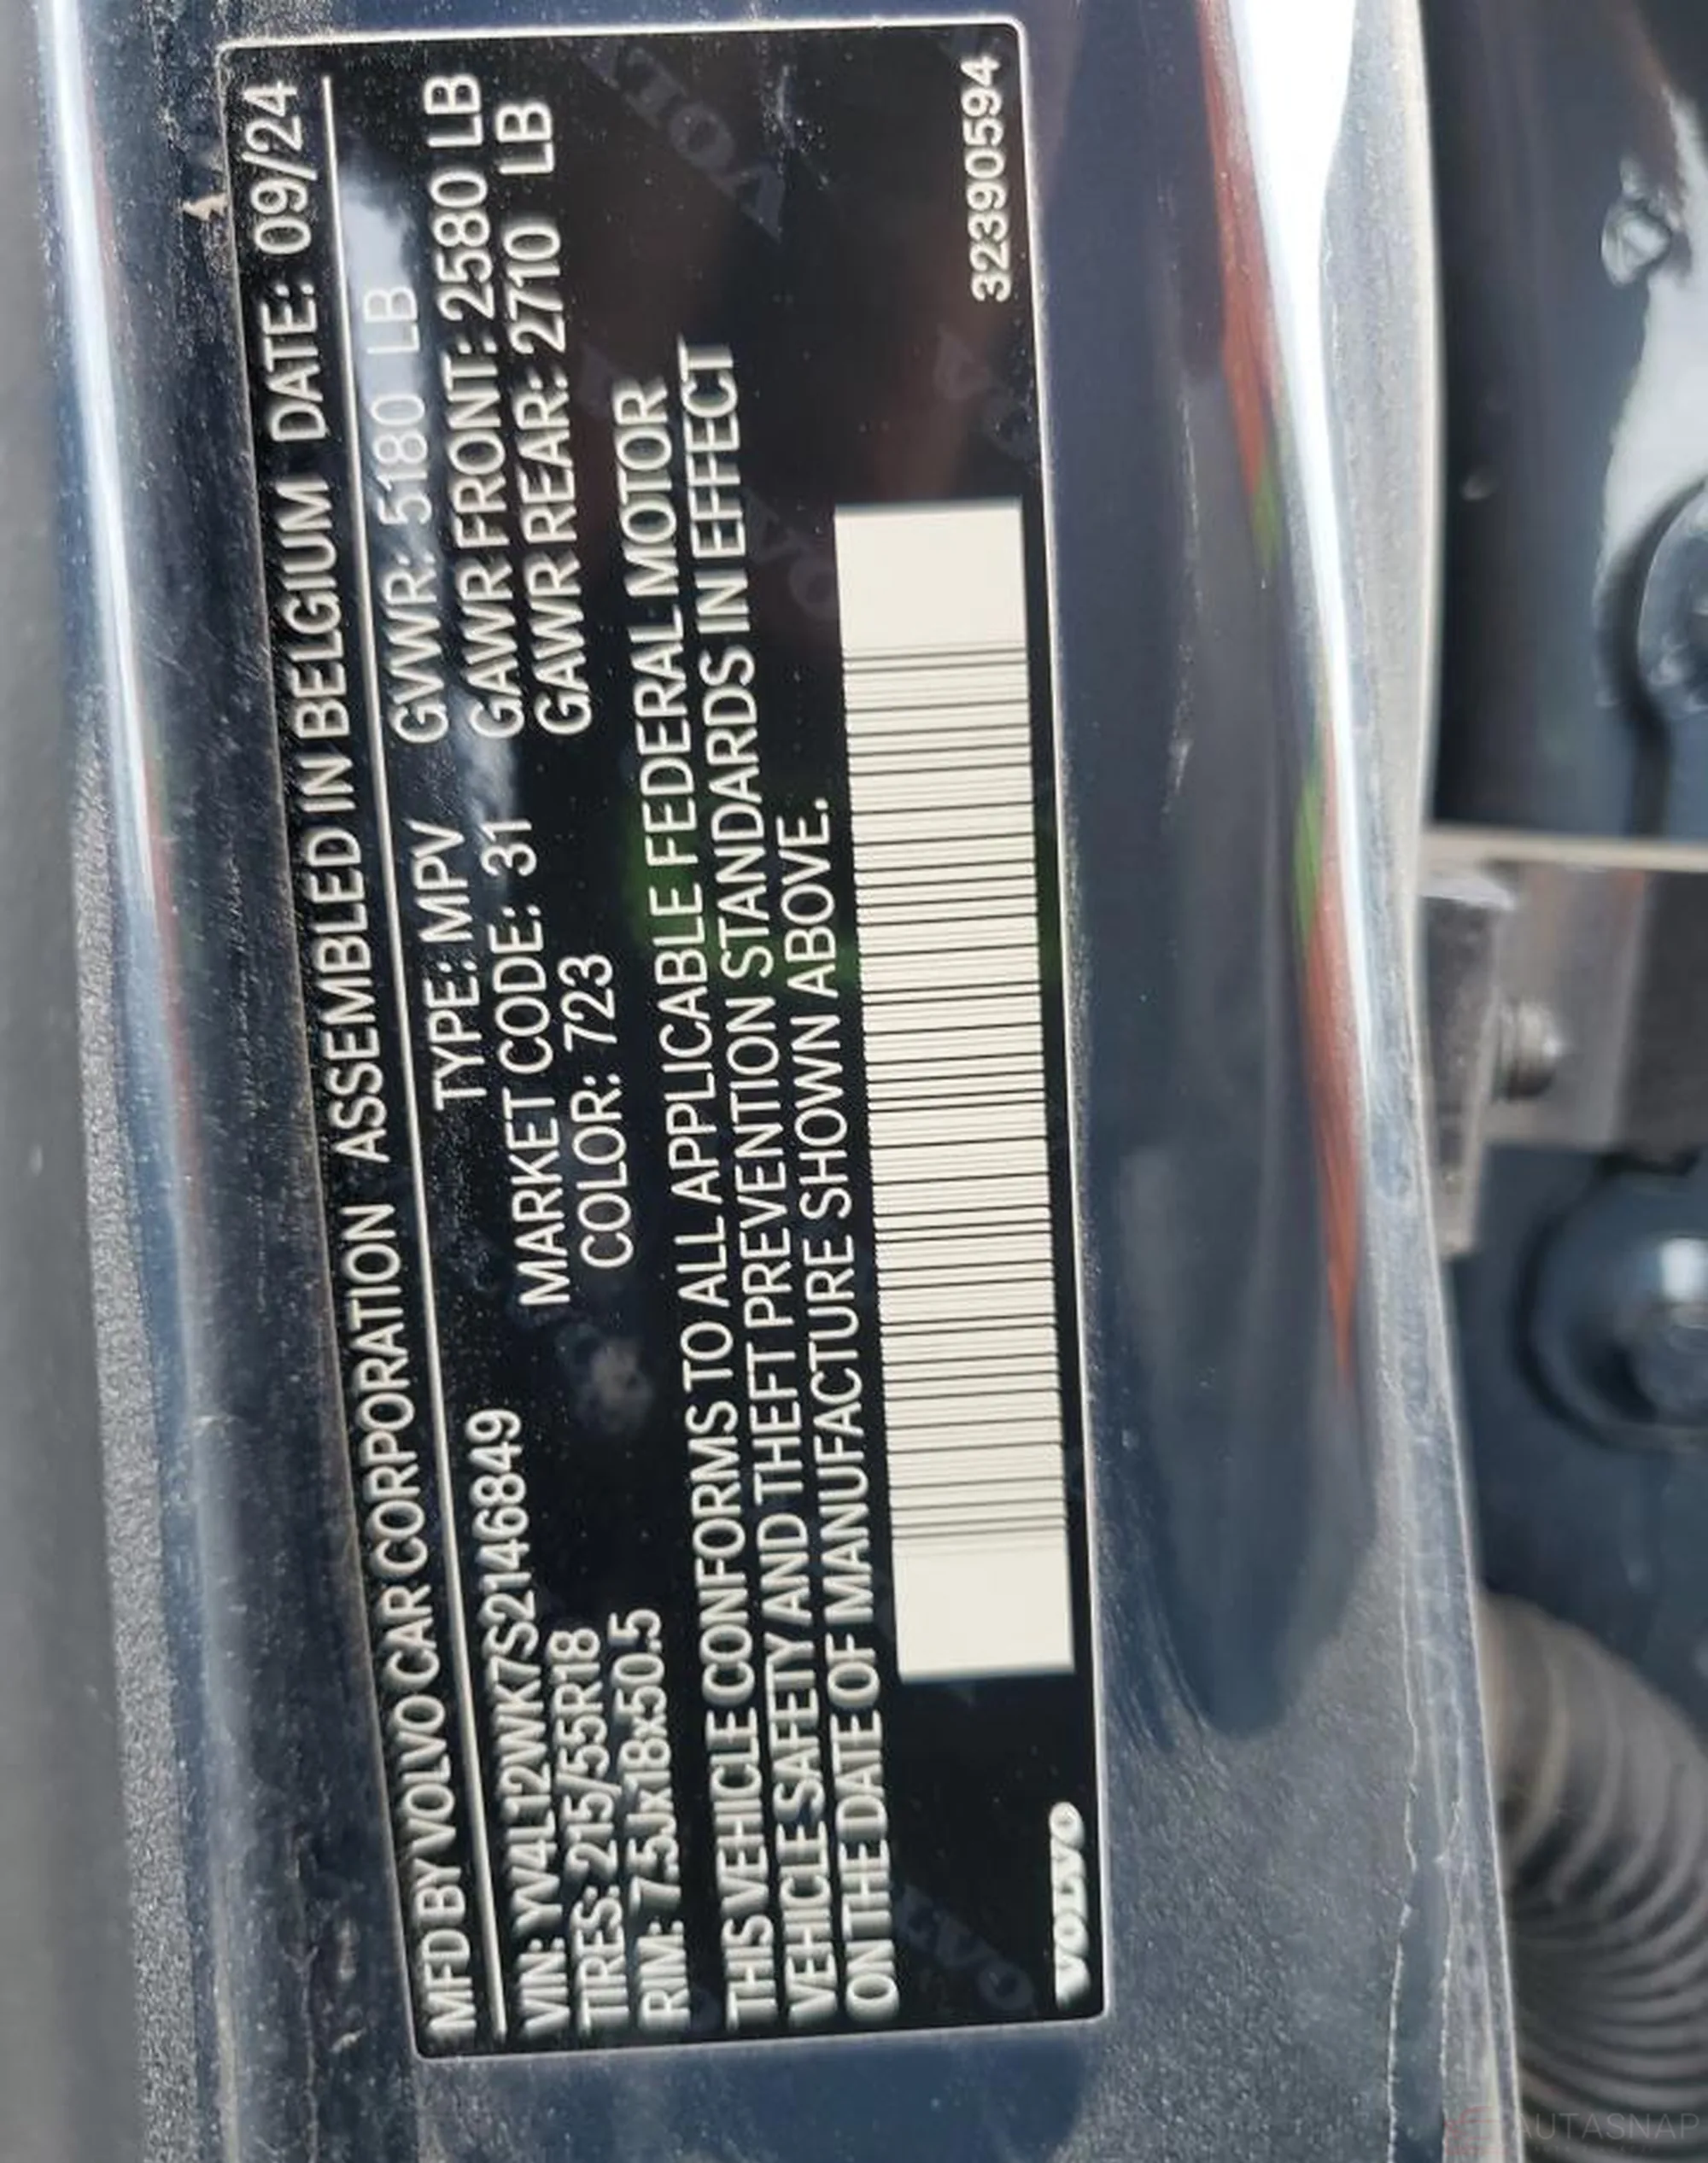 MFD BY VOLVO CAR CORPORATION ASSEMBLED IN BELGIUM DATE: 09/24
VIN: YV4L12WK7S2146849 TYPE: MPV GVWR: 5180 LB
TIRES: 215/55R18 MARKET CODE: 31 GAWR FRONT: 2580 LB
RIM: 7.5Jx18x50.5 COLOR: 723 GAWR REAR: 2710 LB
THIS VEHICLE CONFORMS TO ALL APPLICABLE FEDERAL MOTOR
VEHICLE SAFETY AND THEFT PREVENTION STANDARDS IN EFFECT
ON THE DATE OF MANUFACTURE SHOWN ABOVE.
VOLVO 32390594
AUTASNAP